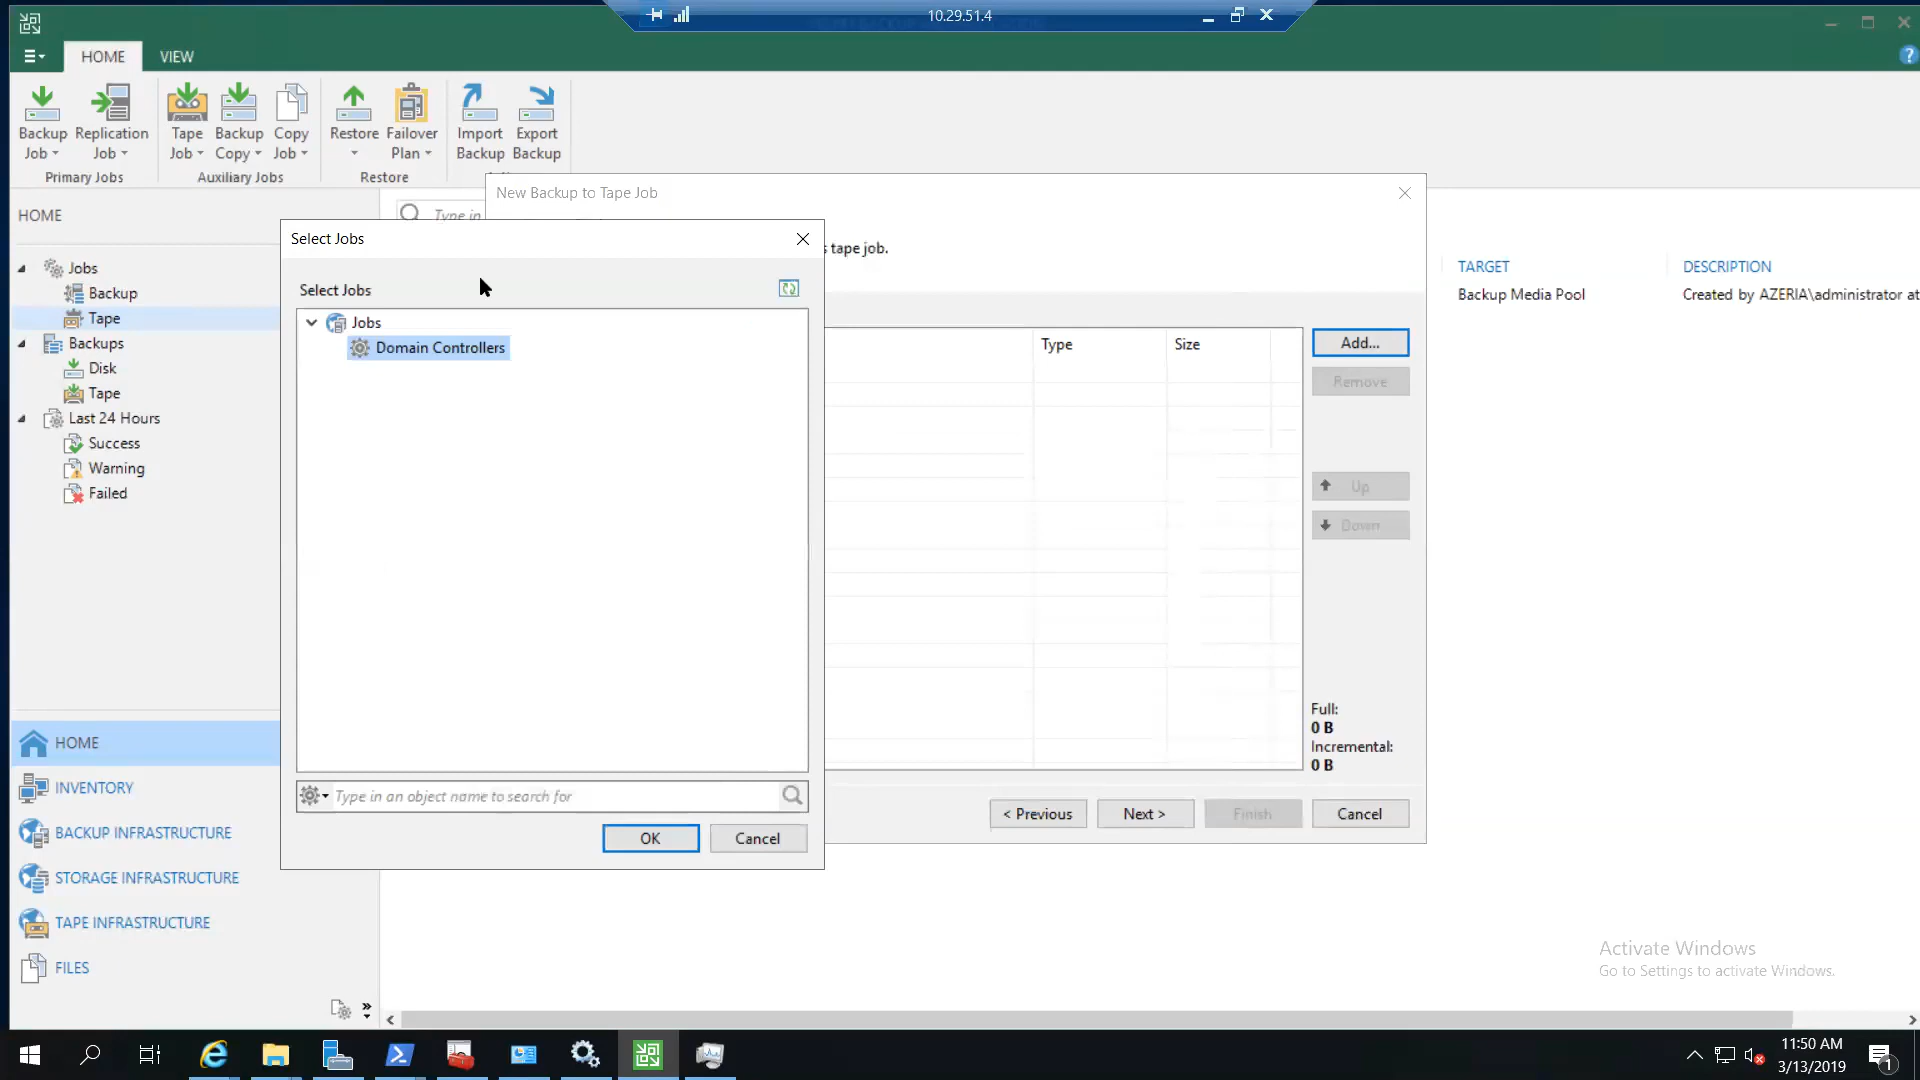 10.29.51.4
HOME
VIEW
Backup Job
Replication Job
Tape Job
Backup Copy
Copy Job
Restore
Failover Plan
Import Backup
Export Backup
Primary Jobs
Auxiliary Jobs
Restore
HOME
Type in
Jobs
Backup
Tape
Backups
Disk
Tape
Last 24 Hours
Success
Warning
Failed
HOME
INVENTORY
BACKUP INFRASTRUCTURE
STORAGE INFRASTRUCTURE
TAPE INFRASTRUCTURE
FILES
New Backup to Tape Job
tape job.
Type
Size
Add...
Remove
Up
Down
Full:
0 B
Incremental:
0 B
< Previous
Next >
Finish
Cancel
Select Jobs
Select Jobs
Jobs
Domain Controllers
Type in an object name to search for
OK
Cancel
TARGET
DESCRIPTION
Backup Media Pool
Created by AZERIA\administrator at
Activate Windows
Go to Settings to activate Windows.
11:50 AM
3/13/2019
1